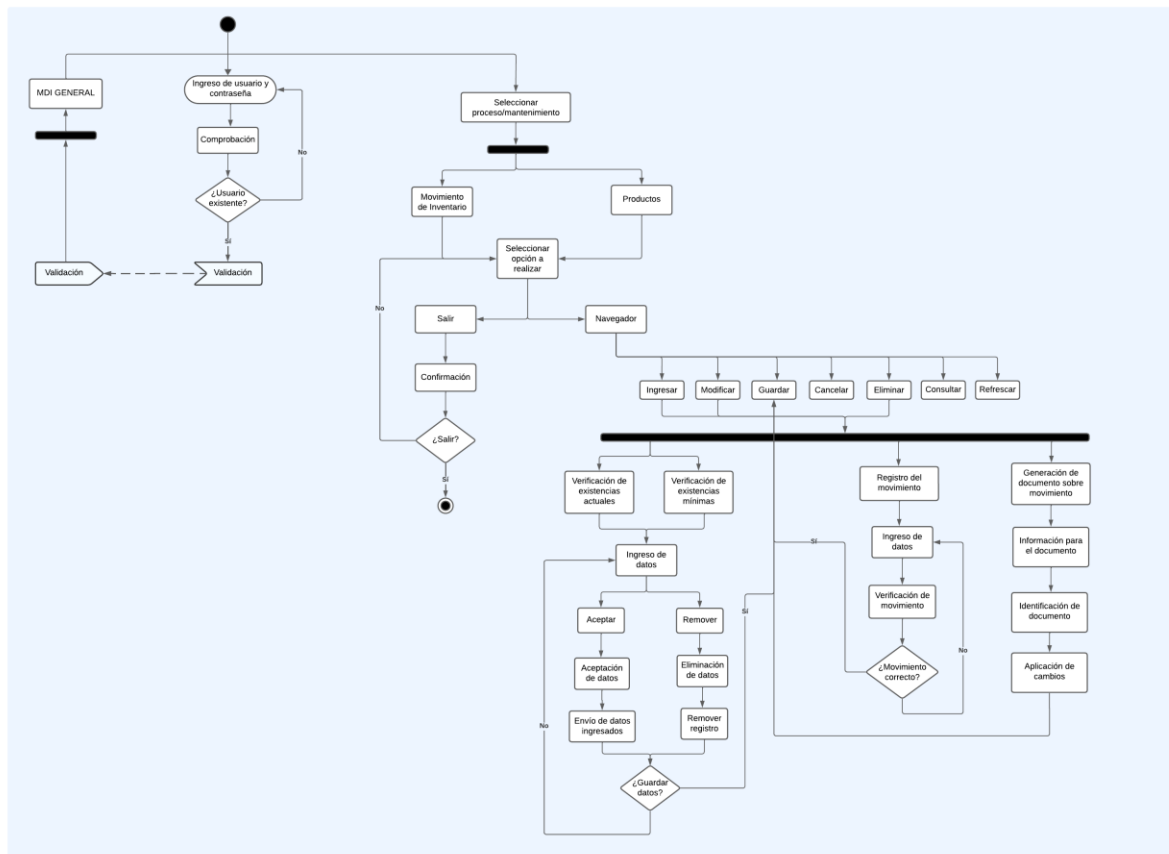 MDI GENERAL
Ingreso de usuario y
contraseña
Comprobación
¿Usuario
existente?
No
Sí
Validación
Validación
Seleccionar
proceso/mantenimiento
Movimiento
de Inventario
Productos
Seleccionar
opción a
realizar
No
Salir
Navegador
Confirmación
¿Salir?
Sí
Ingresar
Modificar
Guardar
Cancelar
Eliminar
Consultar
Refrescar
Verificación de
existencias
actuales
Verificación de
existencias
mínimas
Ingreso de
datos
Aceptar
Remover
Aceptación
de datos
Eliminación
de datos
Envío de datos
ingresados
Remover
registro
¿Guardar
datos?
No
Sí
Registro del
movimiento
Ingreso de
datos
Verificación de
movimiento
¿Movimiento
correcto?
Sí
No
Generación de
documento sobre
movimiento
Información para
el documento
Identificación de
documento
Aplicación de
cambios